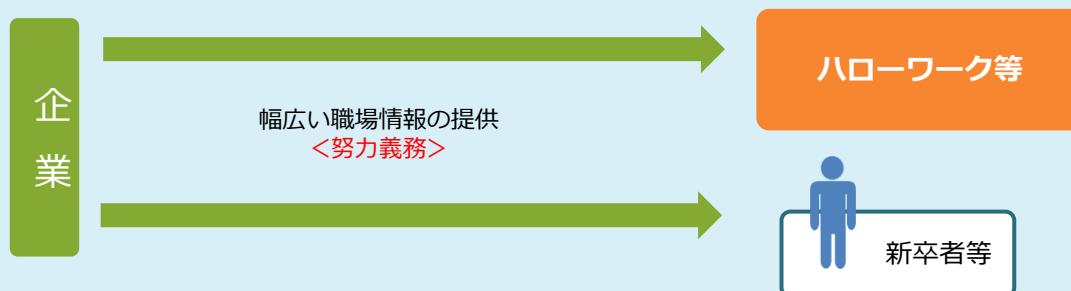 企業
幅広い職場情報の提供
＜努力義務＞
ハローワーク等
新卒者等